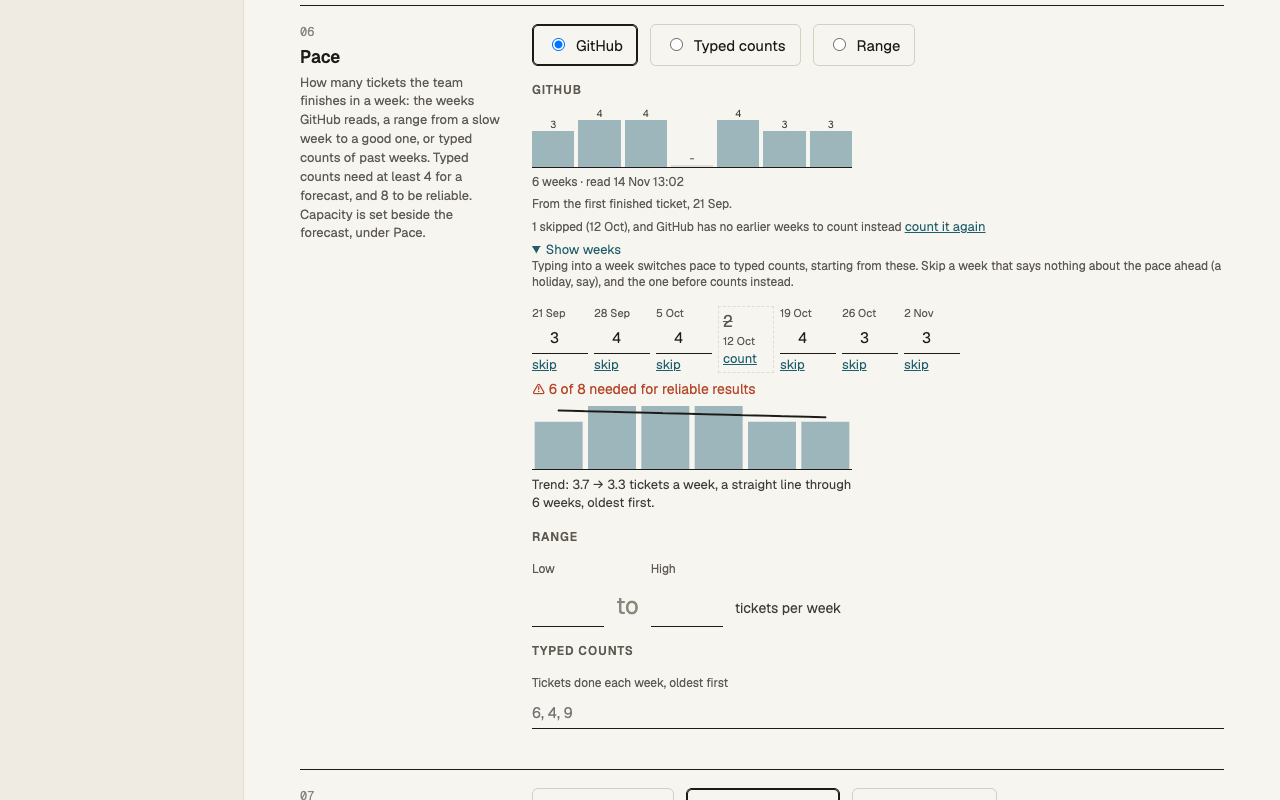 06
Pace
How many tickets the team
finishes in a week: the weeks
GitHub reads, a range from a slow
week to a good one, or typed
counts of past weeks. Typed
counts need at least 4 for a
forecast, and 8 to be reliable.
Capacity is set beside the
forecast, under Pace.
GitHub Typed counts Range
GITHUB
3 4 4 - 4 3 3
6 weeks · read 14 Nov 13:02
From the first finished ticket, 21 Sep.
1 skipped (12 Oct), and GitHub has no earlier weeks to count instead count it again
▼ Show weeks
Typing into a week switches pace to typed counts, starting from these. Skip a week that says nothing about the pace ahead (a
holiday, say), and the one before counts instead.
21 Sep 28 Sep 5 Oct 2 19 Oct 26 Oct 2 Nov
3 4 4 12 Oct 4 3 3
skip skip skip count skip skip skip
⚠ 6 of 8 needed for reliable results
Trend: 3.7 → 3.3 tickets a week, a straight line through
6 weeks, oldest first.
RANGE
Low High
to tickets per week
TYPED COUNTS
Tickets done each week, oldest first
6, 4, 9
07